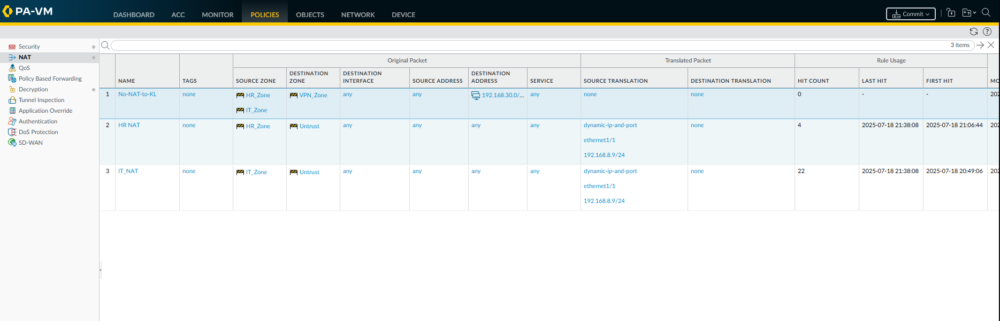 PA-VM
DASHBOARD ACC MONITOR POLICIES OBJECTS NETWORK DEVICE
Commit
Security
NAT
QoS
Policy Based Forwarding
Decryption
Tunnel Inspection
Application Override
Authentication
DoS Protection
SD-WAN
3 items
Original Packet Translated Packet Rule Usage
NAME TAGS SOURCE ZONE DESTINATION ZONE DESTINATION INTERFACE SOURCE ADDRESS DESTINATION ADDRESS SERVICE SOURCE TRANSLATION DESTINATION TRANSLATION HIT COUNT LAST HIT FIRST HIT MO
1 No-NAT-to-KL none HR_Zone VPN_Zone any any 192.168.30.0/... any none none 0 - - 202
IT_Zone
2 HR NAT none HR_Zone Untrust any any any any dynamic-ip-and-port none 4 2025-07-18 21:38:08 2025-07-18 21:06:44 202
ethernet1/1
192.168.8.9/24
3 IT_NAT none IT_Zone Untrust any any any any dynamic-ip-and-port none 22 2025-07-18 21:38:08 2025-07-18 20:49:06 202
ethernet1/1
192.168.8.9/24